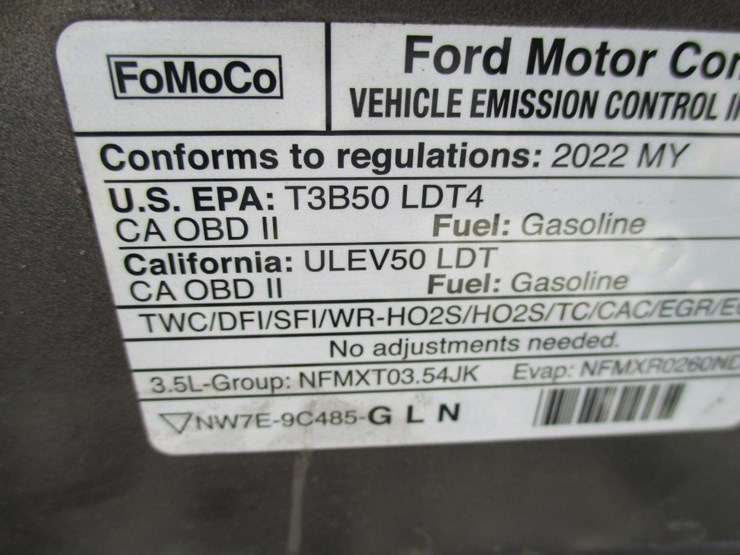 FoMoCo
Ford Motor Com
VEHICLE EMISSION CONTROL
Conforms to regulations: 2022 MY
U.S. EPA: T3B50 LDT4
CA OBD II Fuel: Gasoline
California: ULEV50 LDT
CA OBD II Fuel: Gasoline
TWC/DFI/SFI/WR-HO2S/HO2S/TC/CAC/EGR/
No adjustments needed.
3.5L-Group: NFMXT03.54JK Evap: NFMXR0260
NW7E-9C485-G L N